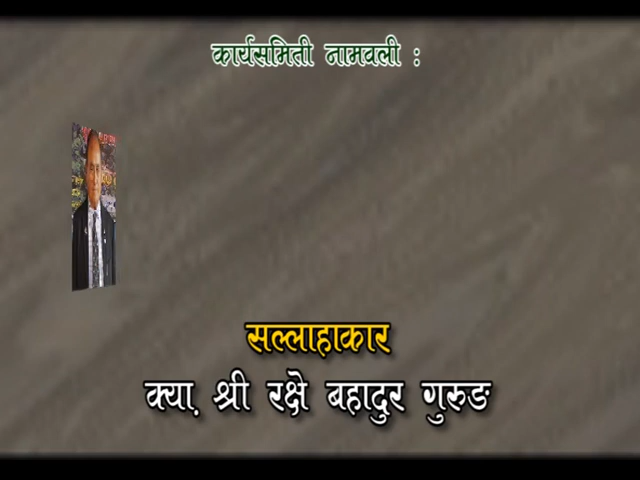 कार्यसमिती नामवली :
सल्लाहाकार
क्या. श्री रक्षे बहादुर गुरुङ